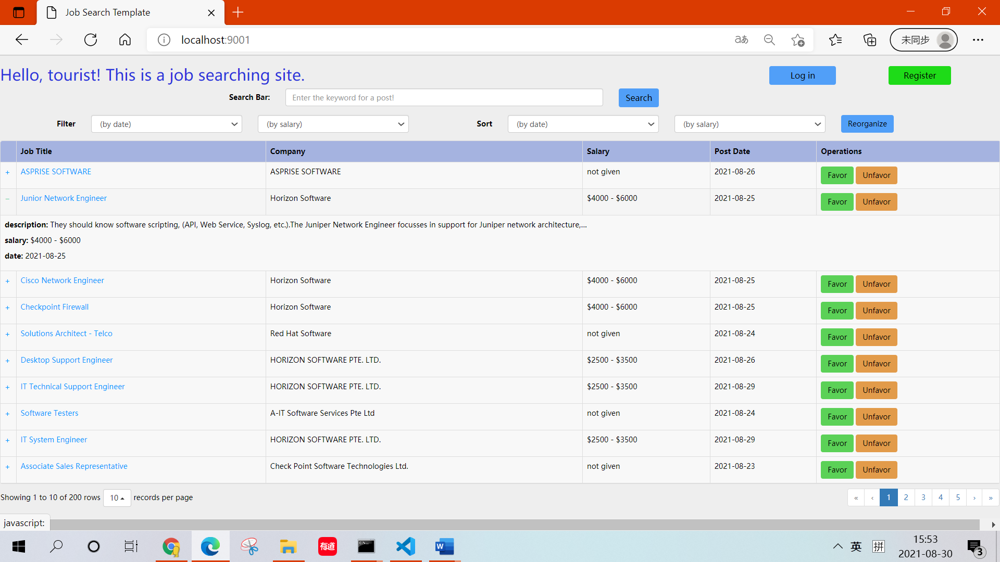 Job Search Template
localhost:9001
aあ
未同步
Hello, tourist! This is a job searching site.
Log in
Register
Search Bar:
Enter the keyword for a post!
Search
Filter
(by date)
(by salary)
Sort
(by date)
(by salary)
Reorganize
Job Title Company Salary Post Date Operations
+ ASPRISE SOFTWARE ASPRISE SOFTWARE not given 2021-08-26 Favor Unfavor
– Junior Network Engineer Horizon Software $4000 - $6000 2021-08-25 Favor Unfavor
description: They should know software scripting, (API, Web Service, Syslog, etc.).The Juniper Network Engineer focusses in support for Juniper network architecture,...
salary: $4000 - $6000
date: 2021-08-25
+ Cisco Network Engineer Horizon Software $4000 - $6000 2021-08-25 Favor Unfavor
+ Checkpoint Firewall Horizon Software $4000 - $6000 2021-08-25 Favor Unfavor
+ Solutions Architect - Telco Red Hat Software not given 2021-08-24 Favor Unfavor
+ Desktop Support Engineer HORIZON SOFTWARE PTE. LTD. $2500 - $3500 2021-08-26 Favor Unfavor
+ IT Technical Support Engineer HORIZON SOFTWARE PTE. LTD. $2500 - $3500 2021-08-29 Favor Unfavor
+ Software Testers A-IT Software Services Pte Ltd not given 2021-08-24 Favor Unfavor
+ IT System Engineer HORIZON SOFTWARE PTE. LTD. $2500 - $3500 2021-08-29 Favor Unfavor
+ Associate Sales Representative Check Point Software Technologies Ltd. not given 2021-08-23 Favor Unfavor
Showing 1 to 10 of 200 rows 10 records per page
« ‹ 1 2 3 4 5 › »
javascript:
有道
W
英
拼
15:53
2021-08-30
3